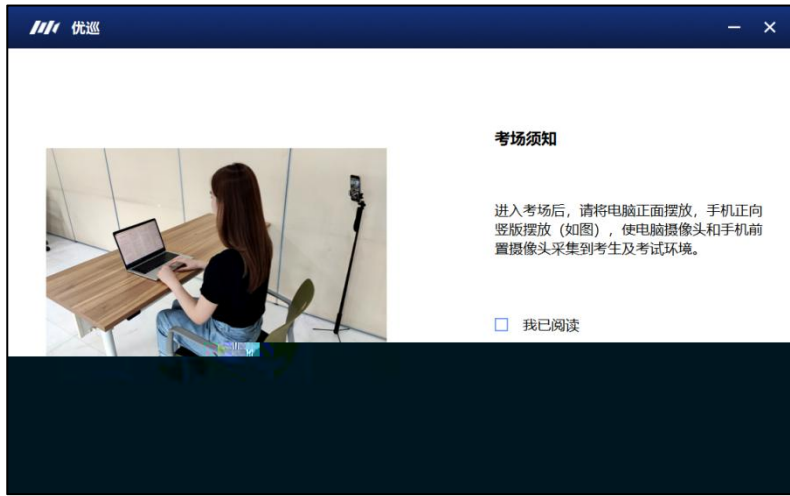 优巡
考场须知
进入考场后，请将电脑正面摆放，手机正向
竖版摆放（如图），使电脑摄像头和手机前
置摄像头采集到考生及考试环境。
我已阅读